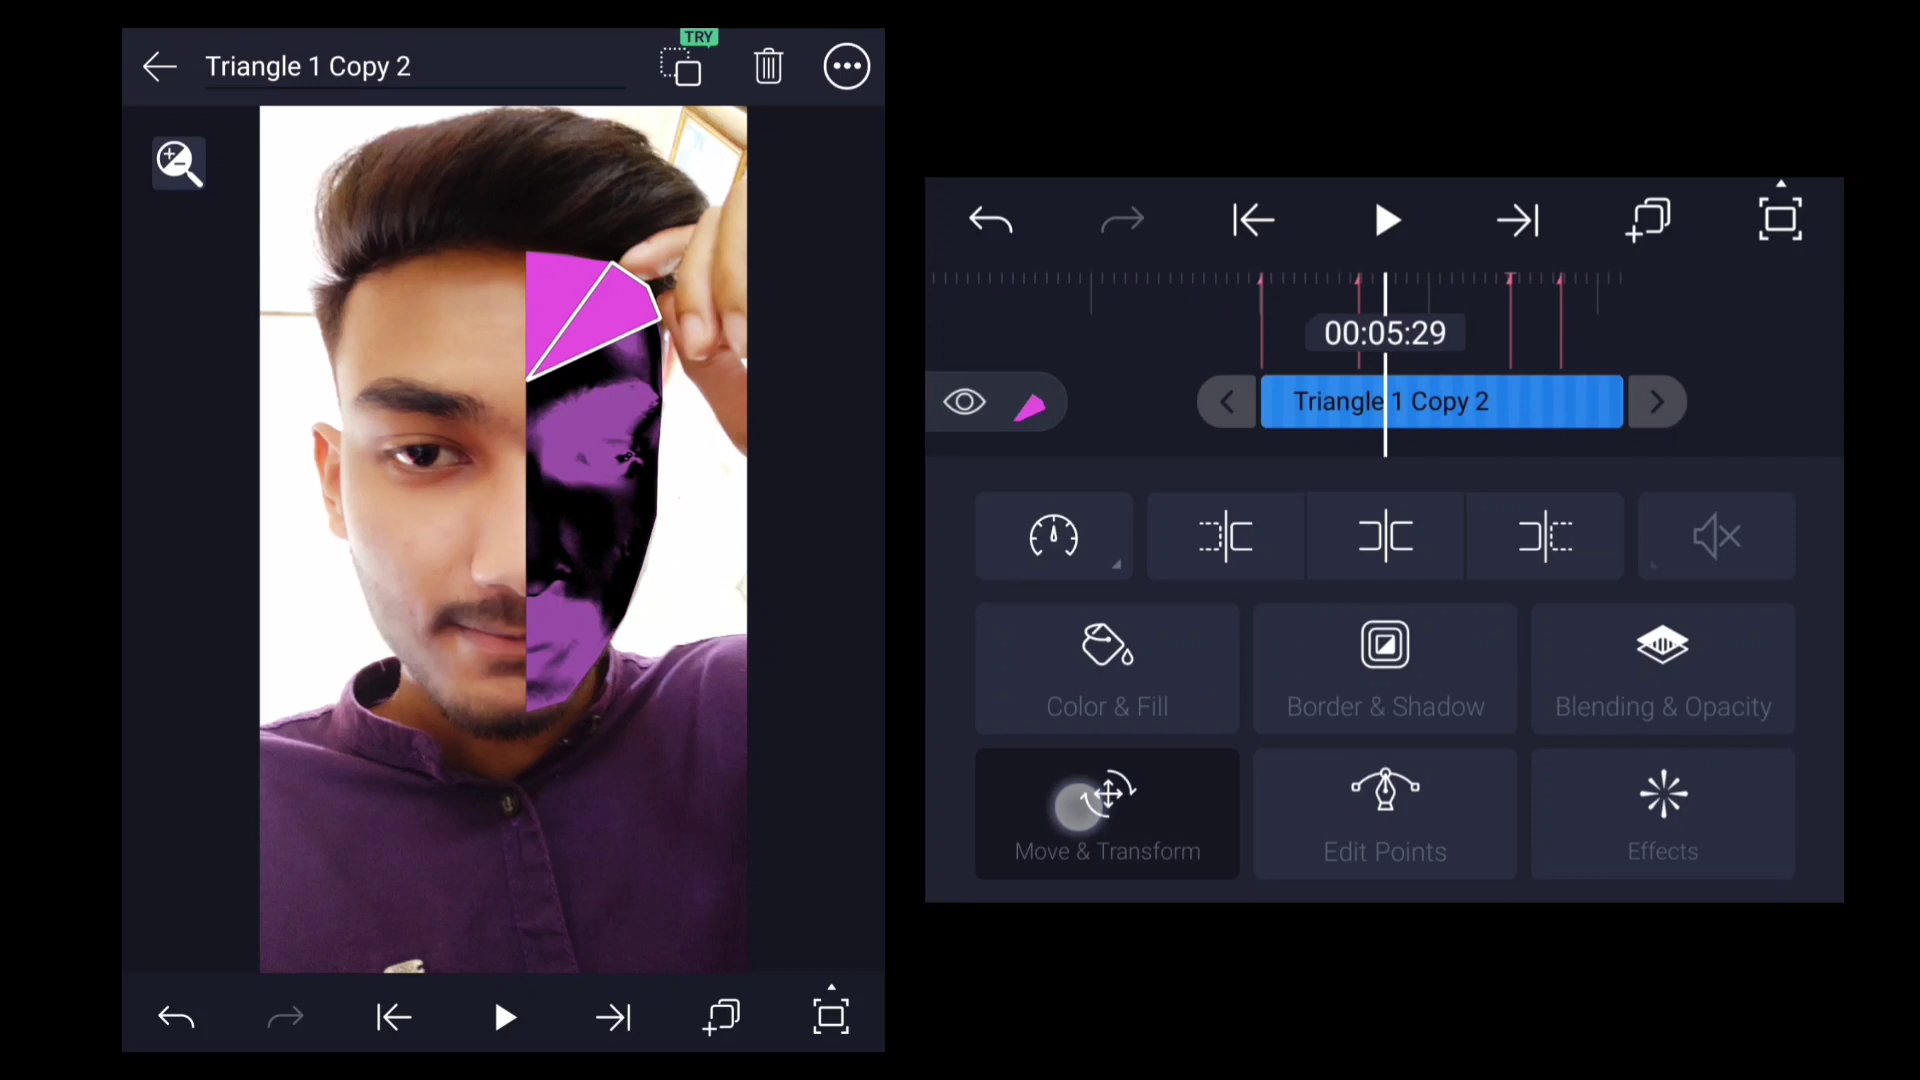 TRY
Triangle 1 Copy 2
00:05:29
Triangle 1 Copy 2
Color & Fill
Border & Shadow
Blending & Opacity
Move & Transform
Edit Points
Effects